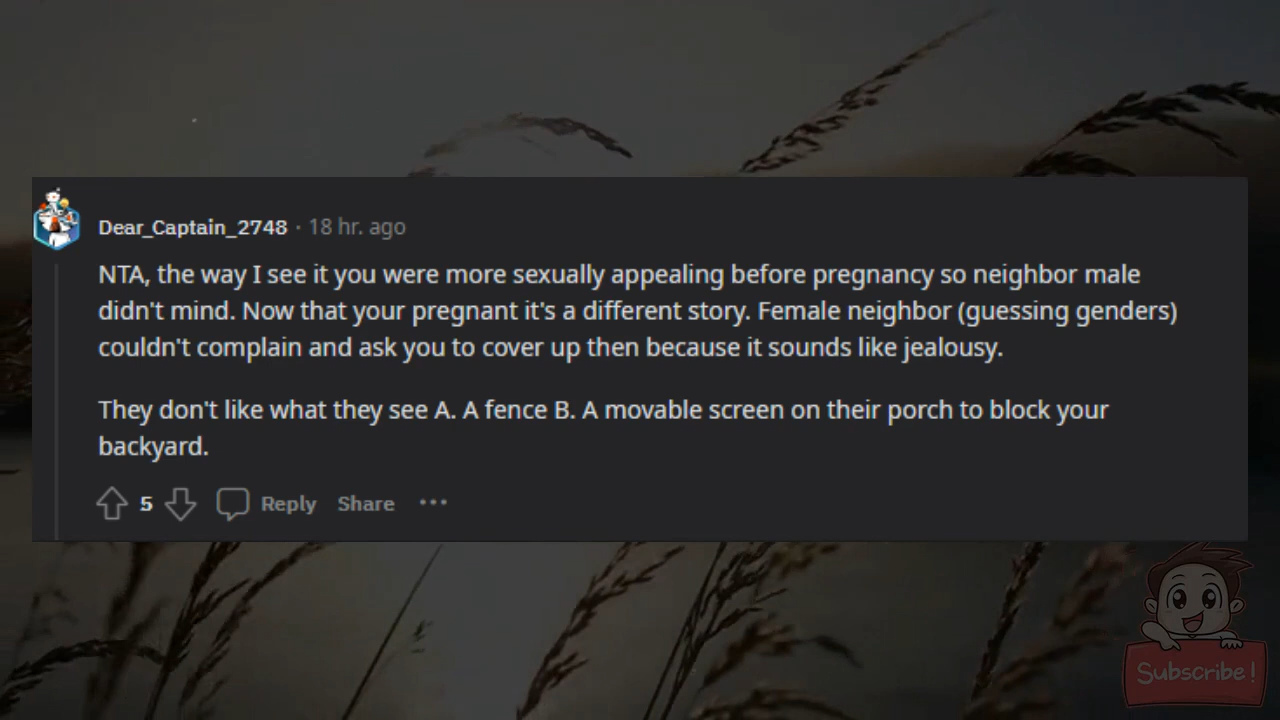 Dear_Captain_2748 · 18 hr. ago
NTA, the way I see it you were more sexually appealing before pregnancy so neighbor male
didn't mind. Now that your pregnant it's a different story. Female neighbor (guessing genders)
couldn't complain and ask you to cover up then because it sounds like jealousy.
They don't like what they see A. A fence B. A movable screen on their porch to block your
backyard.
5 Reply Share ···
Subscribe!